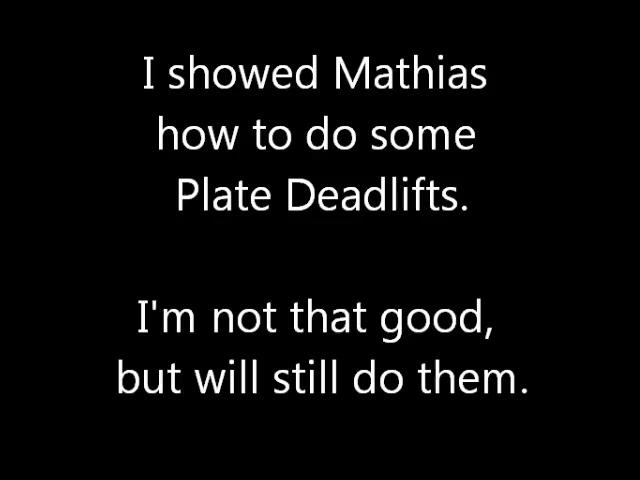 I showed Mathias
how to do some
Plate Deadlifts.
I'm not that good,
but will still do them.